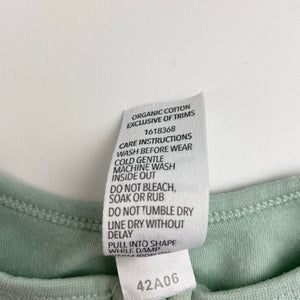 ORGANIC COTTON
EXCLUSIVE OF TRIMS
1618368
CARE INSTRUCTIONS
WASH BEFORE WEAR
COLD GENTLE
MACHINE WASH
INSIDE OUT
DO NOT BLEACH,
SOAK OR RUB
DO NOT TUMBLE DRY
LINE DRY WITHOUT
DELAY
PULL INTO SHAPE
WHILE DAMP
42A06